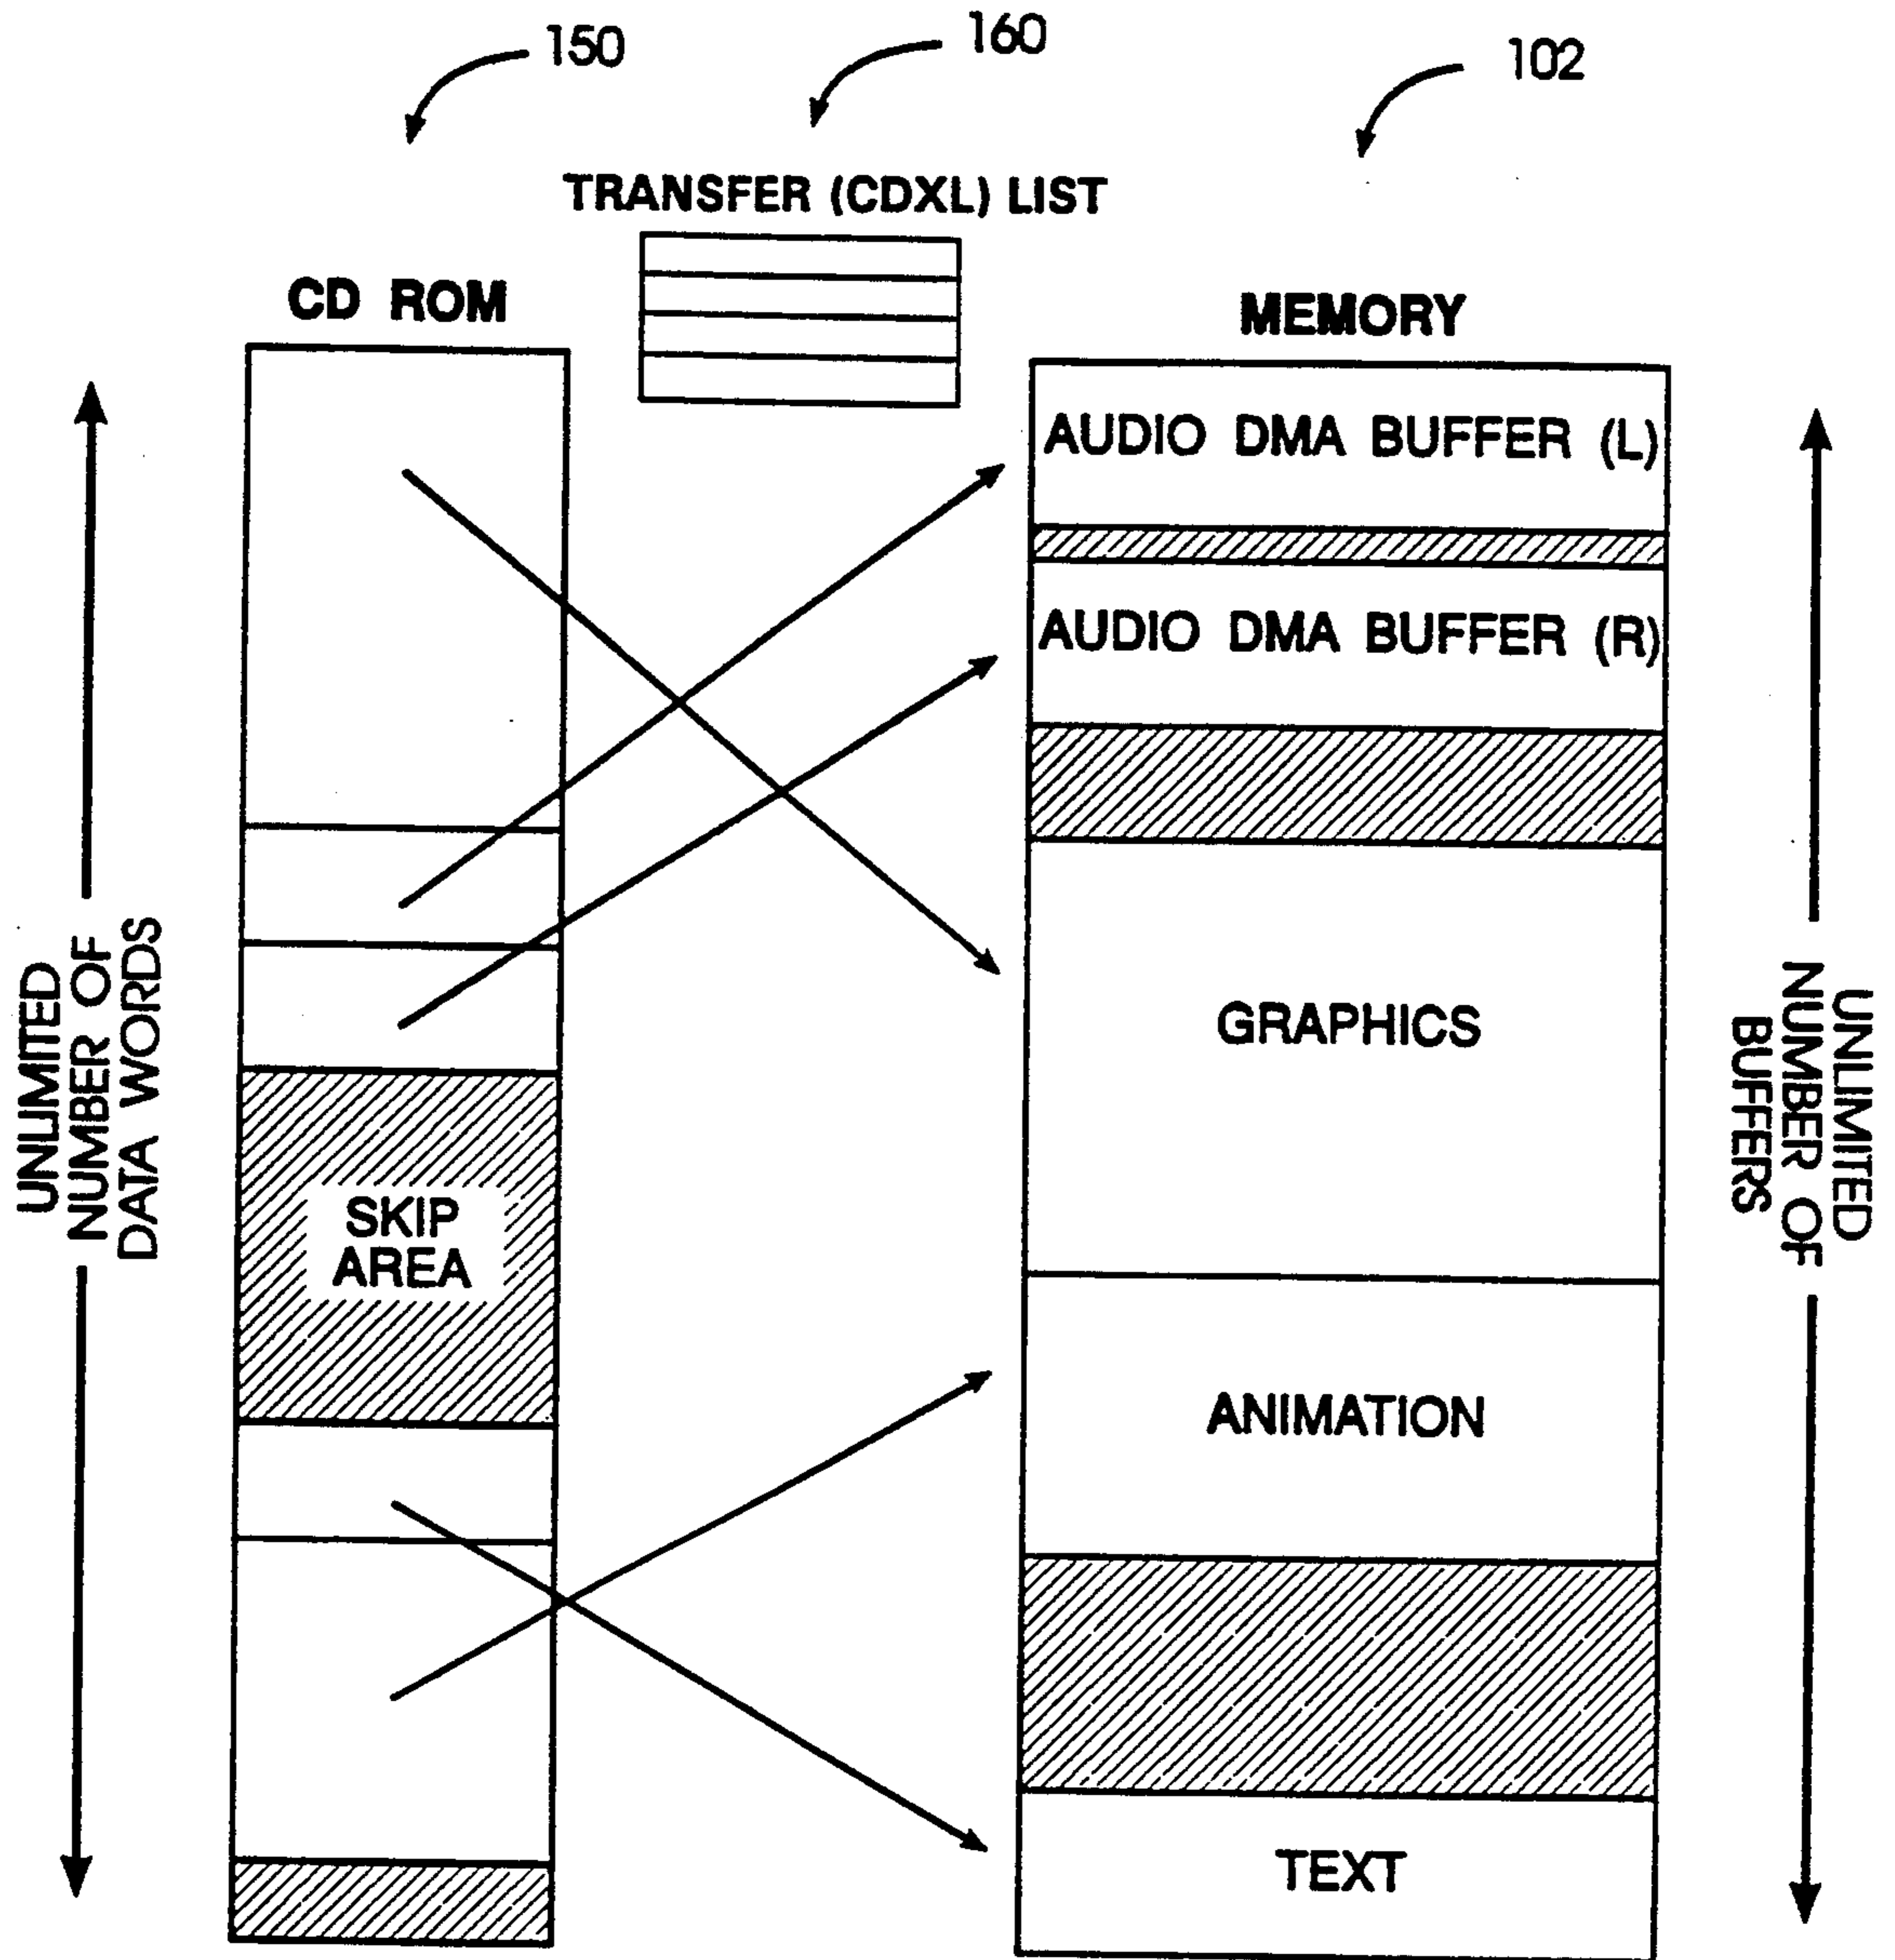 150
160
102
TRANSFER (CDXL) LIST
CD ROM
MEMORY
AUDIO DMA BUFFER (L)
AUDIO DMA BUFFER (R)
GRAPHICS
ANIMATION
TEXT
SKIP
AREA
UNLIMITED
NUMBER OF
DATA WORDS
UNLIMITED
NUMBER OF
BUFFERS